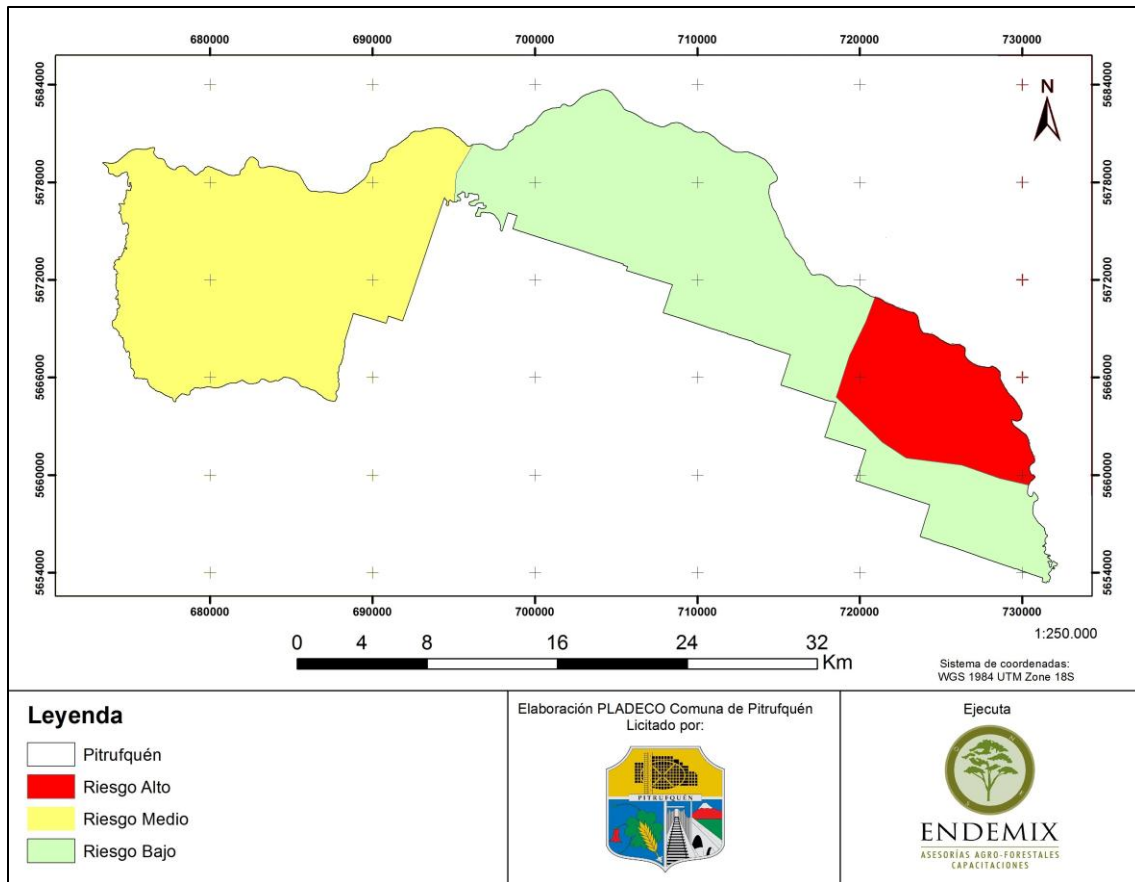 680000 690000 700000 710000 720000 730000
5684000 5684000
N
5678000 5678000
5672000 5672000
5666000 5666000
5660000 5660000
5654000 5654000
680000 690000 700000 710000 720000 730000
0 4 8 16 24 32
Km
1:250.000
Sistema de coordenadas:
WGS 1984 UTM Zone 18S
Leyenda
Pitrufquén
Riesgo Alto
Riesgo Medio
Riesgo Bajo
Elaboración PLADECO Comuna de Pitrufquén
Licitado por:
PITRUFQUÉN
Ejecuta
ENDEMIX
ASESORÍAS AGRO-FORESTALES
CAPACITACIONES